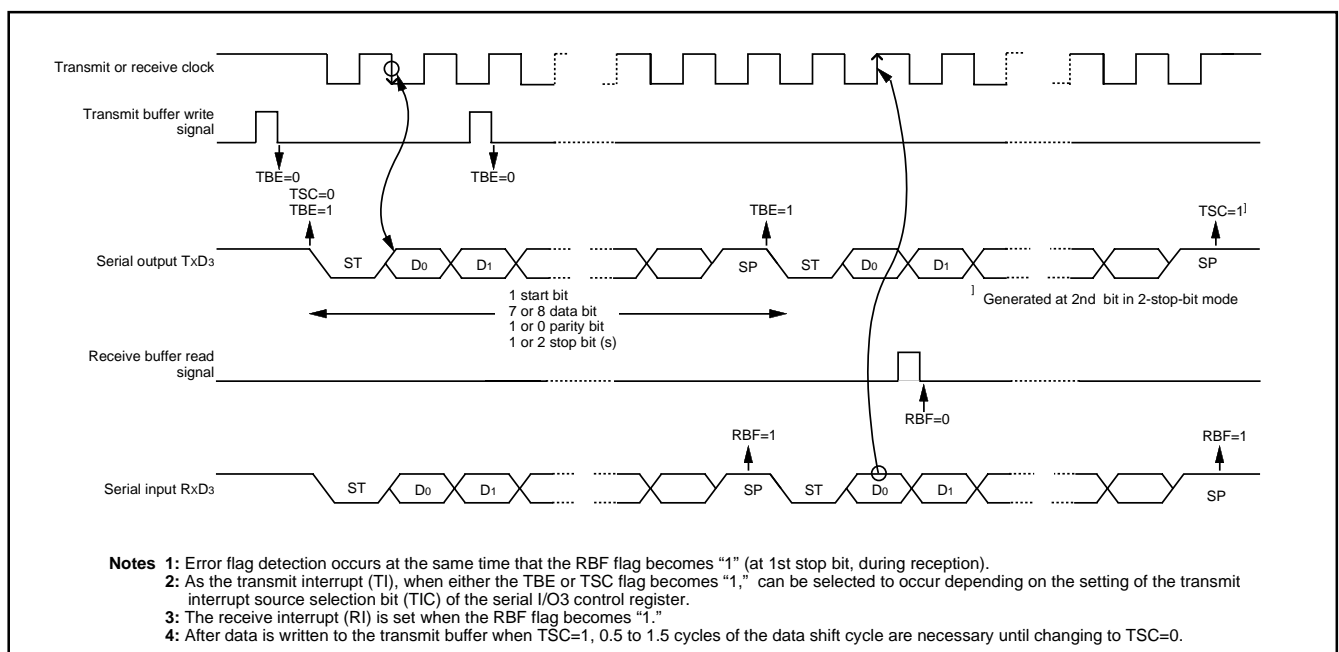 Transmit or receive clock
Transmit buffer write
signal
TBE=0
TBE=0
TSC=0
TBE=1
TBE=1
TSC=1]
Serial output TXD3
ST
D0
D1
SP
ST
D0
D1
SP
] Generated at 2nd bit in 2-stop-bit mode
1 start bit
7 or 8 data bit
1 or 0 parity bit
1 or 2 stop bit (s)
Receive buffer read
signal
RBF=0
RBF=1
RBF=1
Serial input RXD3
ST
D0
D1
SP
ST
D0
D1
SP
Notes 1: Error flag detection occurs at the same time that the RBF flag becomes “1” (at 1st stop bit, during reception).
2: As the transmit interrupt (TI), when either the TBE or TSC flag becomes “1,” can be selected to occur depending on the setting of the transmit
interrupt source selection bit (TIC) of the serial I/O3 control register.
3: The receive interrupt (RI) is set when the RBF flag becomes “1.”
4: After data is written to the transmit buffer when TSC=1, 0.5 to 1.5 cycles of the data shift cycle are necessary until changing to TSC=0.